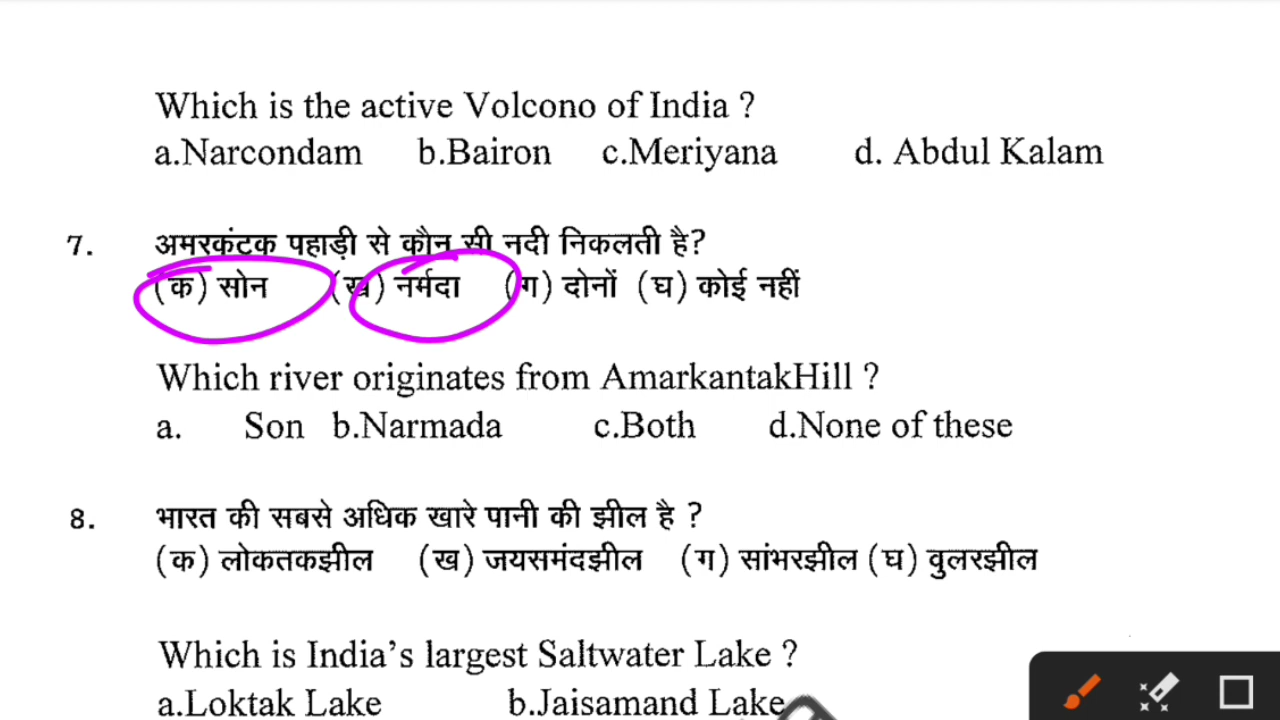 Which is the active Volcono of India ?
a.Narcondam b.Bairon c.Meriyana d. Abdul Kalam
7. अमरकंटक पहाड़ी से कौन सी नदी निकलती है?
(क) सोन (ख) नर्मदा (ग) दोनों (घ) कोई नहीं
Which river originates from AmarkantakHill ?
a. Son b.Narmada c.Both d.None of these
8. भारत की सबसे अधिक खारे पानी की झील है ?
(क) लोकतकझील (ख) जयसमंदझील (ग) सांभरझील (घ) वुलरझील
Which is India's largest Saltwater Lake ?
a.Loktak Lake b.Jaisamand Lake